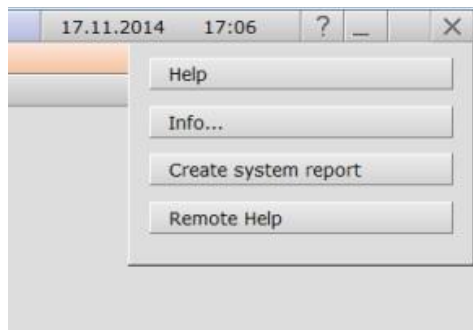 17.11.2014 17:06 ? _ X
Help
Info...
Create system report
Remote Help